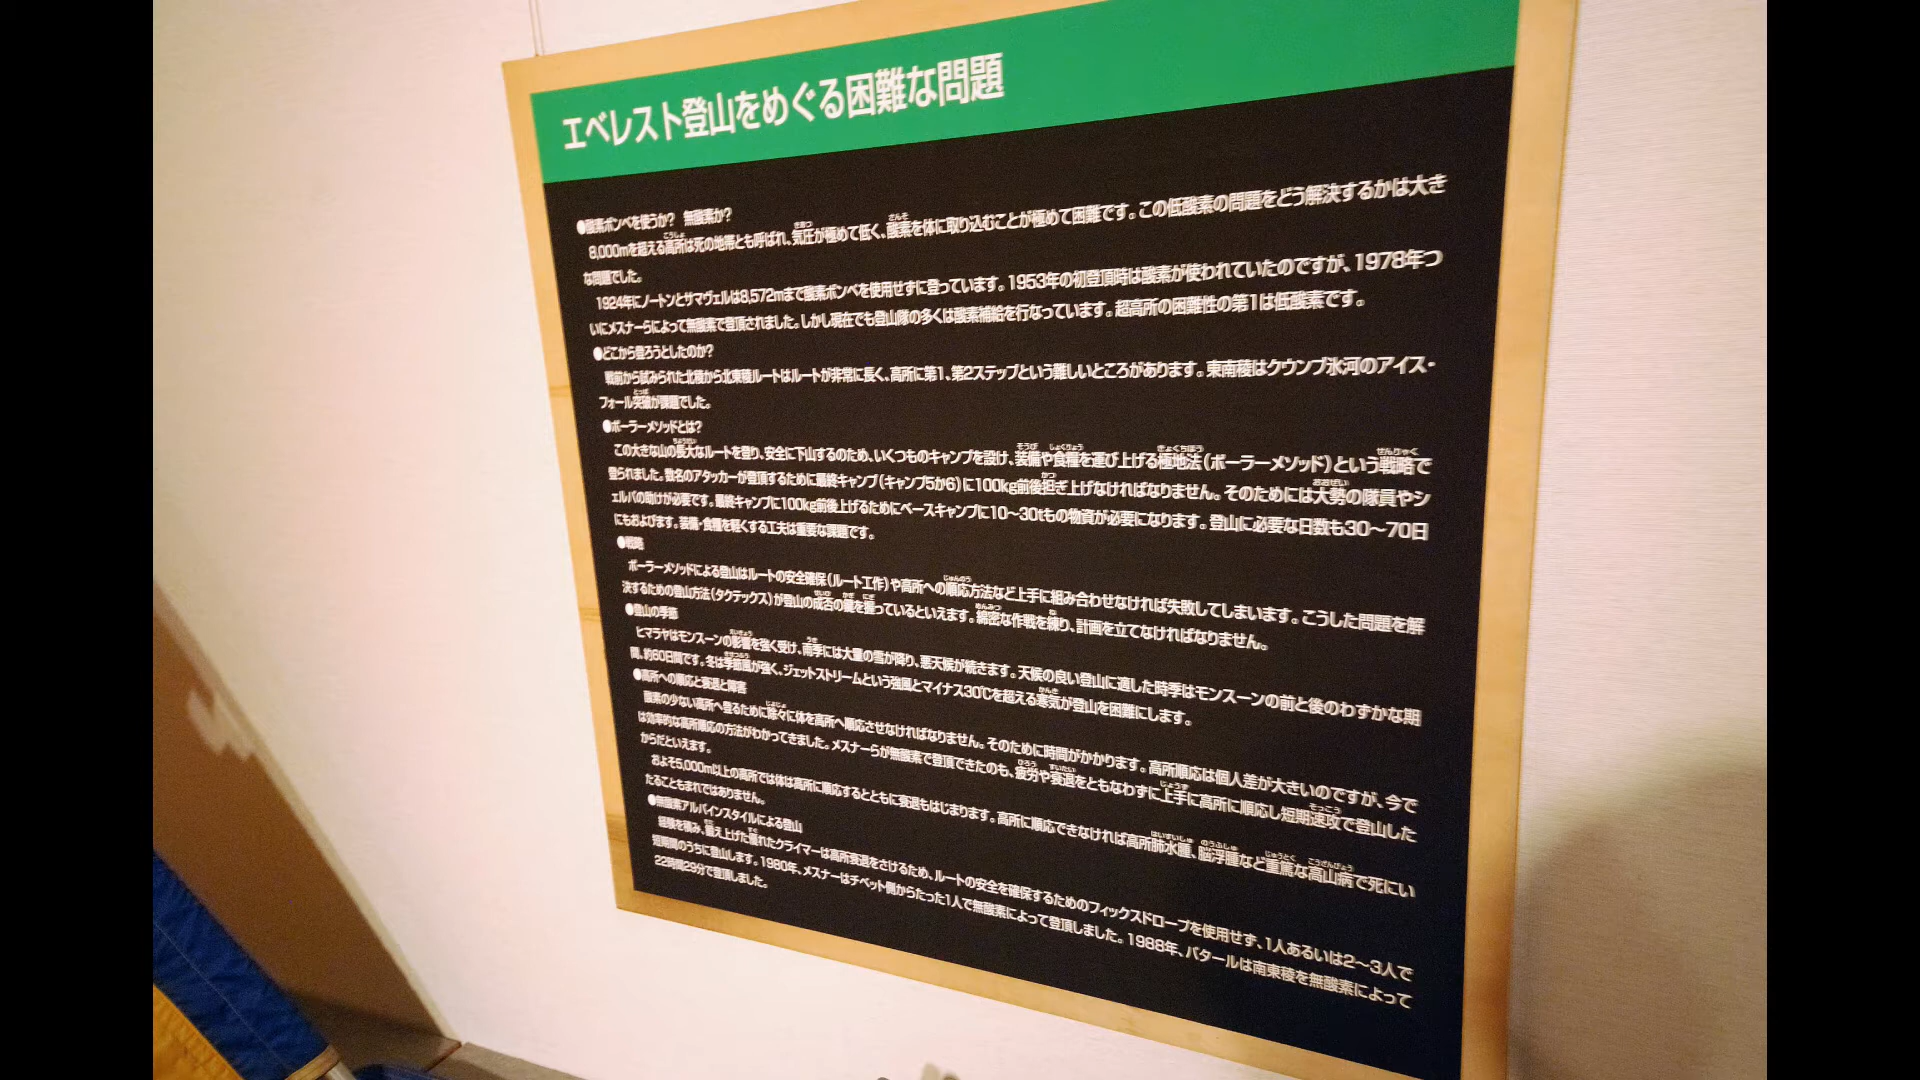 エベレスト登山をめぐる困難な問題
●酸素ボンベを使うか? 無酸素か?
8,000mを超える高所は死の地帯とも呼ばれ、気圧が極めて低く、酸素を体に取り込むことが極めて困難です。この低酸素の問題をどう解決するかは大き
な問題でした。
1924年にノートンとサマヴェルは8,572mまで酸素ボンベを使用せずに登っています。1953年の初登頂時は酸素が使われていたのですが、1978年つ
いにメスナーらによって無酸素で登頂されました。しかし現在でも登山隊の多くは酸素補給を行なっています。超高所の困難性の第1は低酸素です。
●どこから登ろうとしたのか?
戦前から試みられた北稜から北東稜ルートはルートが非常に長く、高所に第1、第2ステップという難しいところがあります。東南稜はクウンブ氷河のアイス・
フォール突破が課題でした。
●ポーラーメソッドとは?
この大きな山の長大なルートを登り、安全に下山するのため、いくつものキャンプを設け、装備や食糧を運び上げる極地法(ポーラーメソッド)という戦略で
登られました。数名のアタッカーが登頂するために最終キャンプ(キャンプ5か6)に100kg前後担ぎ上げなければなりません。そのためには大勢の隊員やシ
ェルパの助けが必要です。最終キャンプに100kg前後上げるためにベースキャンプに10〜30tもの物資が必要になります。登山に必要な日数も30〜70日
にもおよびます。装備・食糧を軽くする工夫は重要な課題です。
●戦略
ポーラーメソッドによる登山はルートの安全確保(ルート工作)や高所への順応方法など上手に組み合わせなければ失敗してしまいます。こうした問題を解
決するための登山方法(タクテックス)が登山の成否の鍵を握っているといえます。綿密な作戦を練り、計画を立てなければなりません。
●登山の季節
ヒマラヤはモンスーンの影響を強く受け、雨季には大量の雪が降り、悪天候が続きます。天候の良い登山に適した時季はモンスーンの前と後のわずかな期
間、約60日間です。冬は季節風が強く、ジェットストリームという強風とマイナス30℃を超える寒気が登山を困難にします。
●高所への順応と衰退と障害
酸素の少ない高所へ登るために徐々に体を高所へ順応させなければなりません。そのために時間がかかります。高所順応は個人差が大きいのですが、今で
は効率的な高所順応の方法がわかってきました。メスナーらが無酸素で登頂できたのも、疲労や衰退をともなわずに上手に高所に順応し短期速攻で登山した
からだといえます。
およそ5,000m以上の高所では体は高所に順応するとともに衰退もはじまります。高所に順応できなければ高所肺水腫、脳浮腫など重篤な高山病で死にい
たることもまれではありません。
●無酸素アルパインスタイルによる登山
経験を積み、鍛え上げた優れたクライマーは高所衰退をさけるため、ルートの安全を確保するためのフィックスドロープを使用せず、1人あるいは2〜3人で
短期間のうちに登山します。1980年、メスナーはチベット側からたった1人で無酸素によって登頂しました。1988年、バタールは南東稜を無酸素によって
22時間29分で登頂しました。